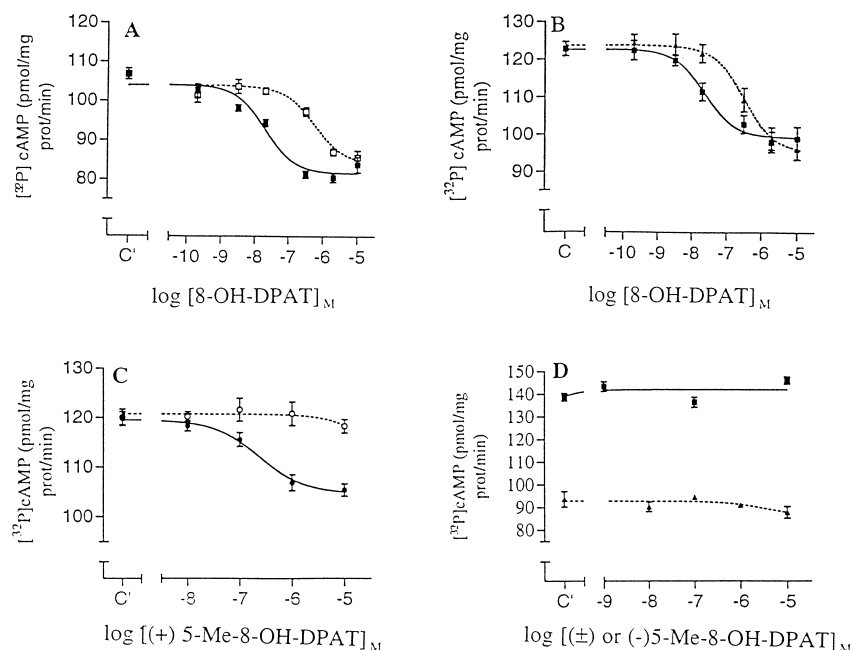 A
120
110
100
90
80
[32P] cAMP (pmol/mg
prot/min)
C'
-10
-9
-8
-7
-6
-5
log [8-OH-DPAT]M
B
130
120
110
100
90
[32P] cAMP (pmol/mg
prot/min)
C
-10
-9
-8
-7
-6
-5
log [8-OH-DPAT]M
C
130
120
110
100
[32P]cAMP (pmol/mg
prot/min)
C'
-8
-7
-6
-5
log [(+) 5-Me-8-OH-DPAT]M
D
150
140
130
120
110
100
90
80
[32P]cAMP (pmol/mg
prot/min)
C'
-9
-8
-7
-6
-5
log [(±) or (-)5-Me-8-OH-DPAT]M